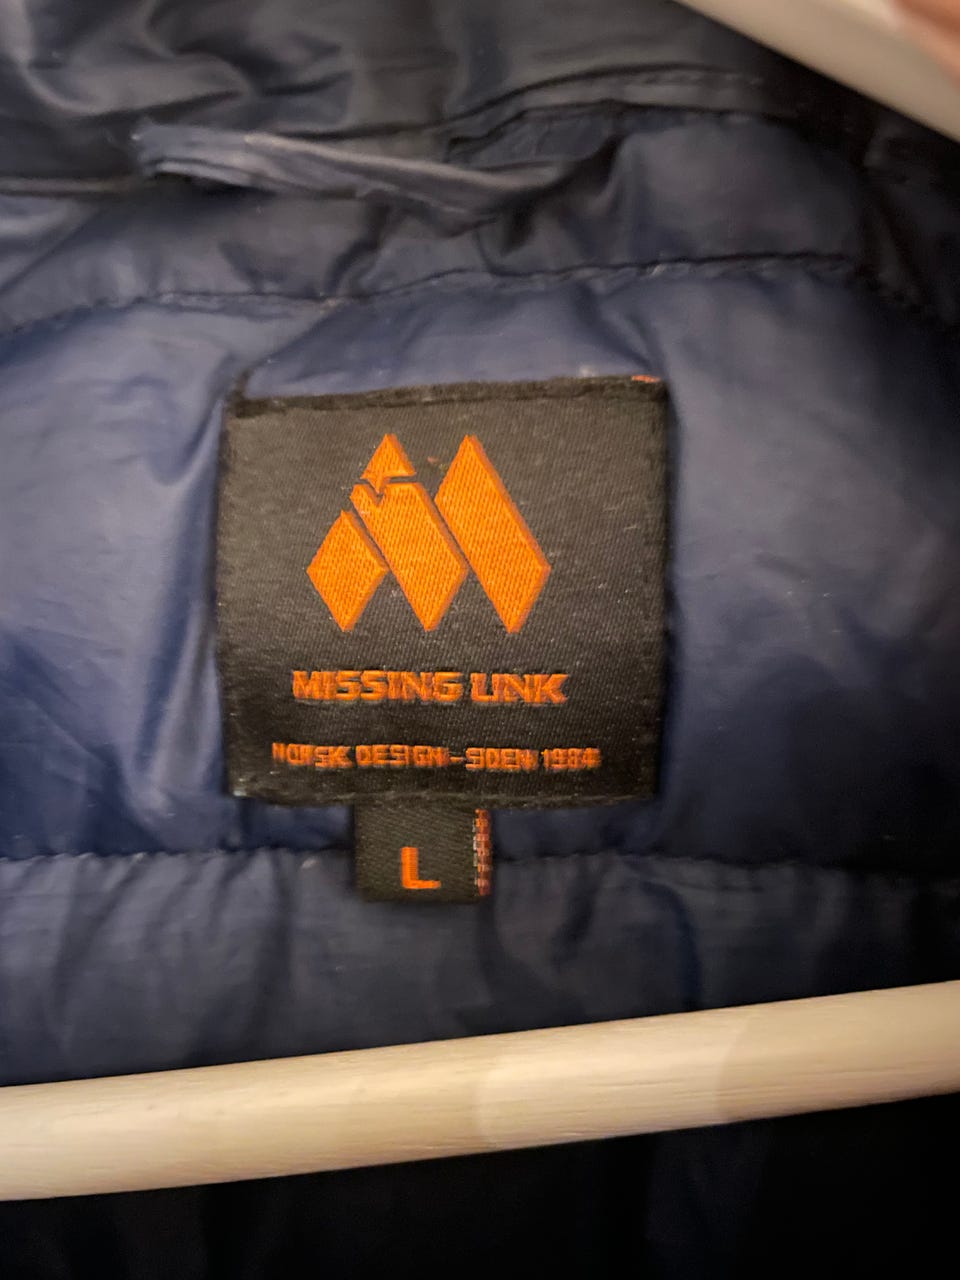 MISSING LINK
NORSK DESIGN - SIDEN 1984
L